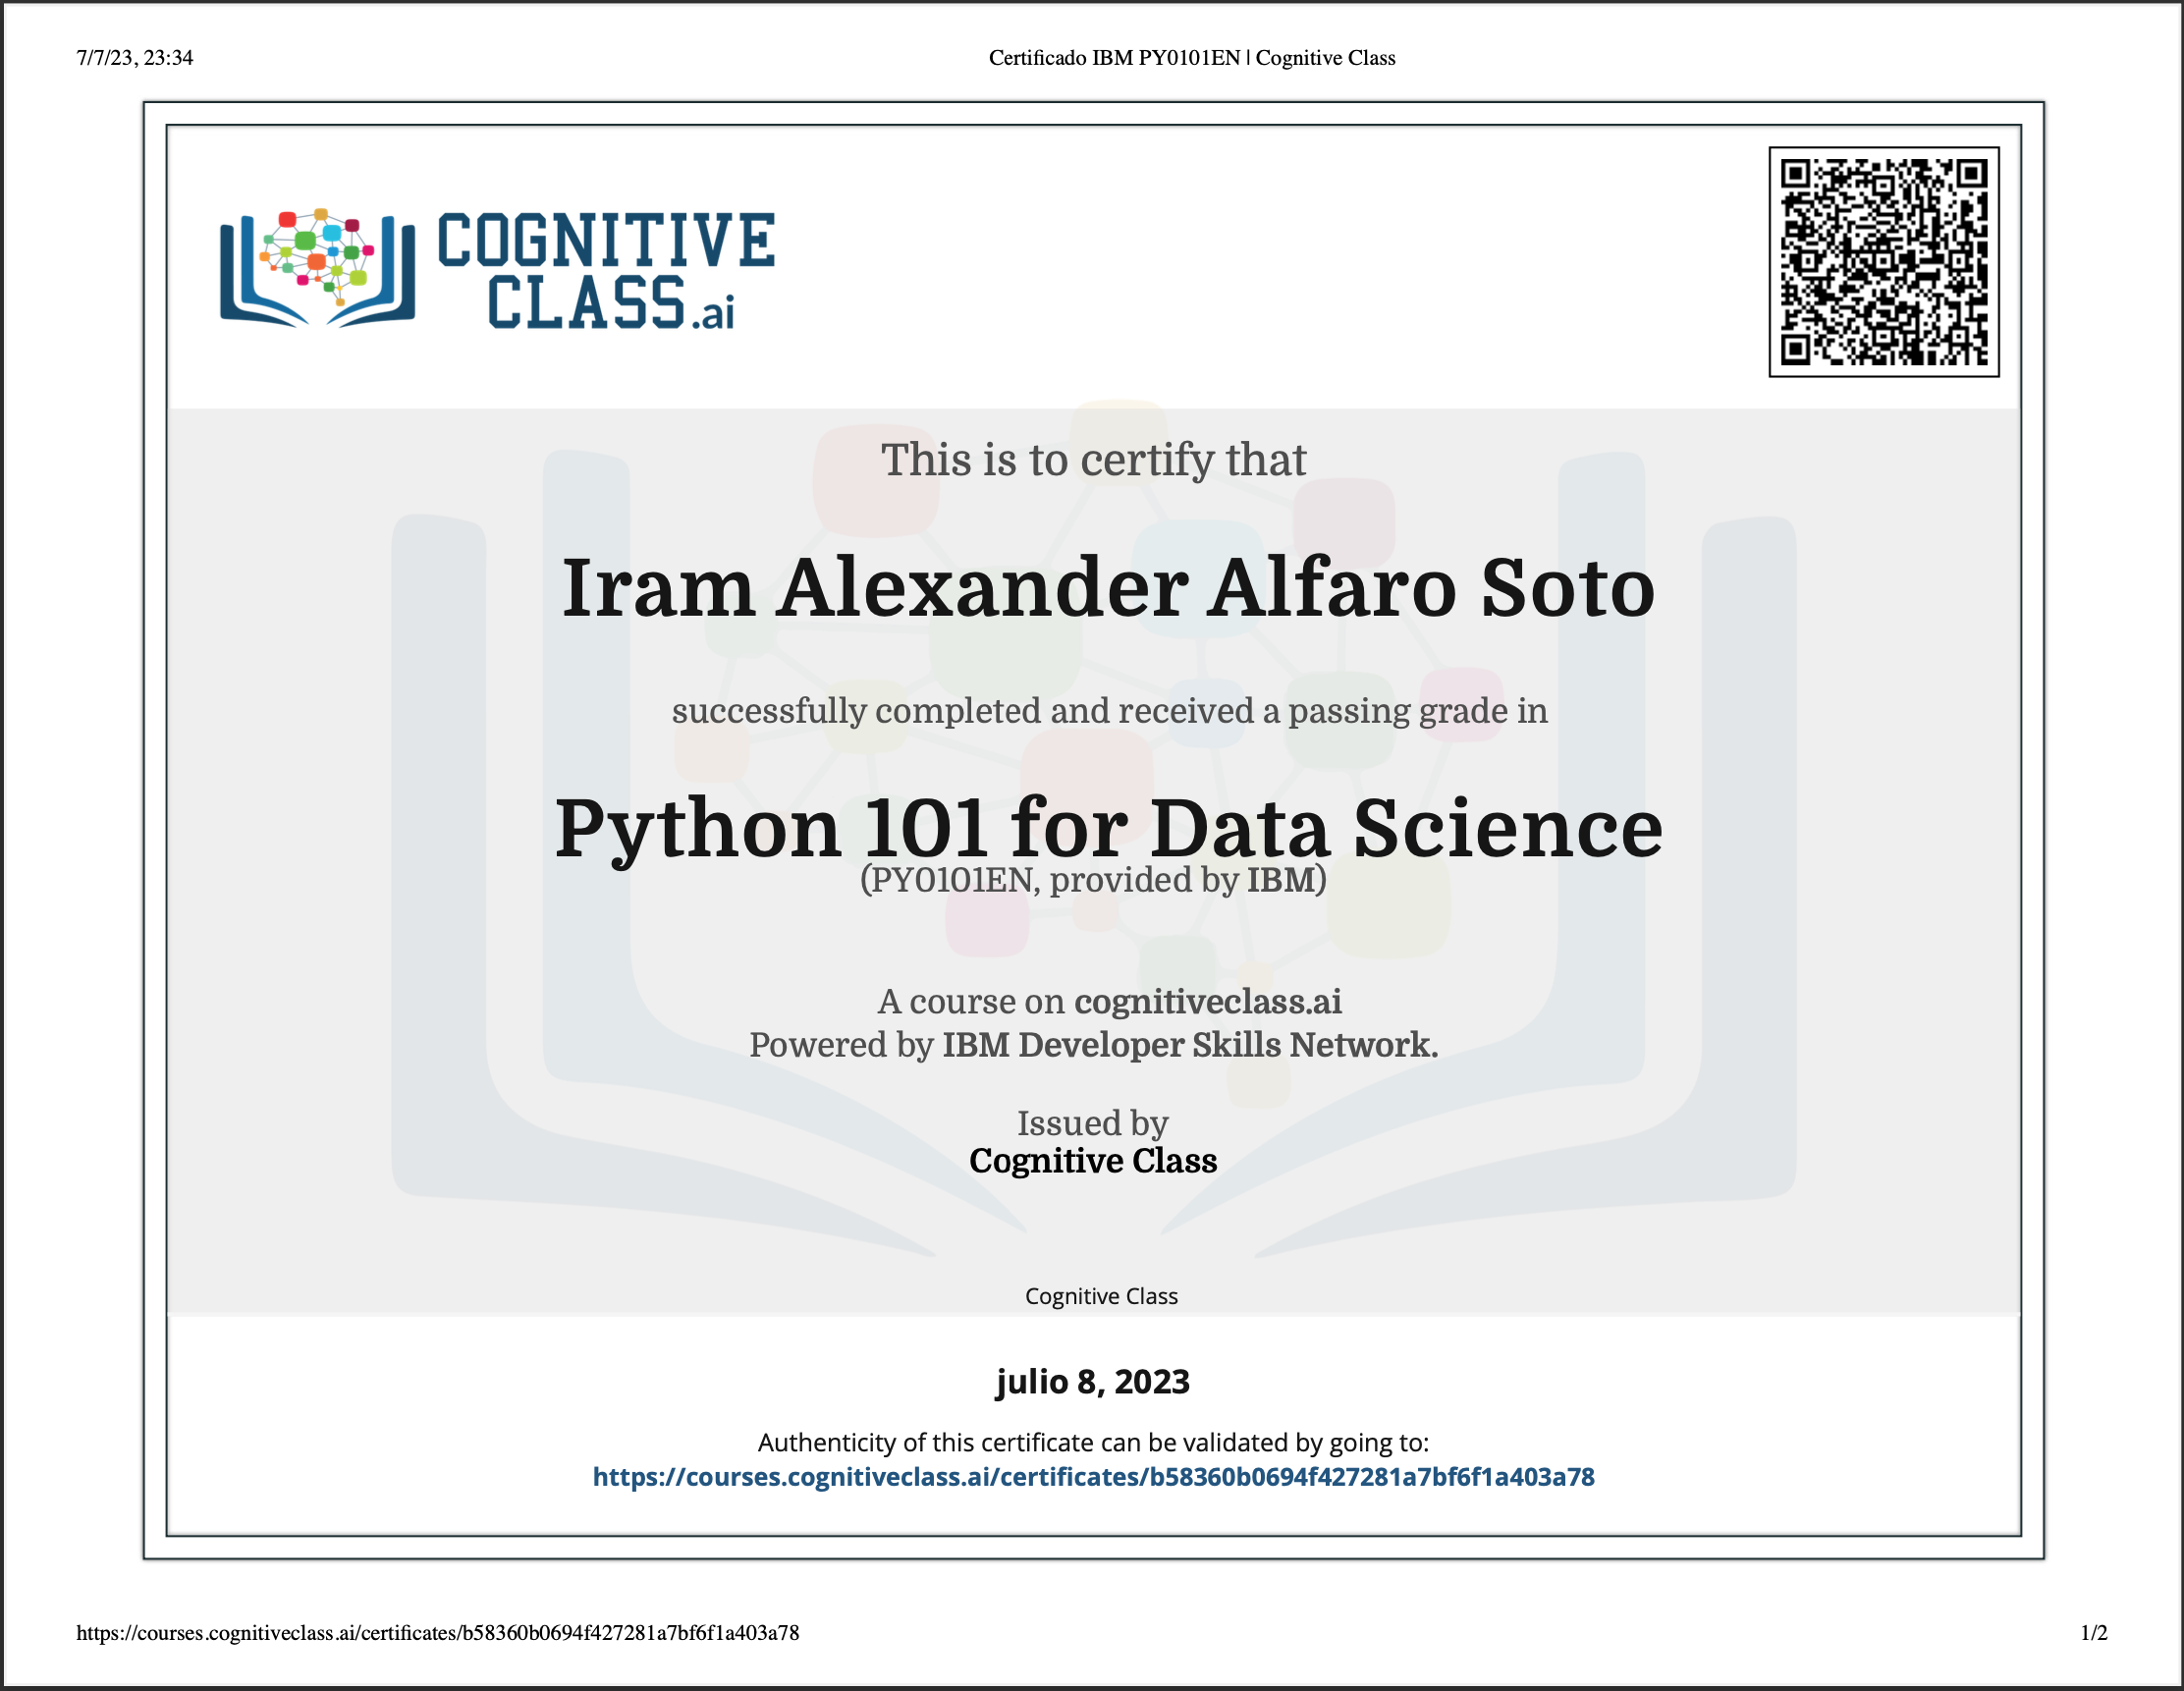 7/7/23, 23:34
Certificado IBM PY0101EN | Cognitive Class
COGNITIVE
CLASS.ai
This is to certify that
Iram Alexander Alfaro Soto
successfully completed and received a passing grade in
Python 101 for Data Science
(PY0101EN, provided by IBM)
A course on cognitiveclass.ai
Powered by IBM Developer Skills Network.
Issued by
Cognitive Class
Cognitive Class
julio 8, 2023
Authenticity of this certificate can be validated by going to:
https://courses.cognitiveclass.ai/certificates/b58360b0694f427281a7bf6f1a403a78
https://courses.cognitiveclass.ai/certificates/b58360b0694f427281a7bf6f1a403a78
1/2